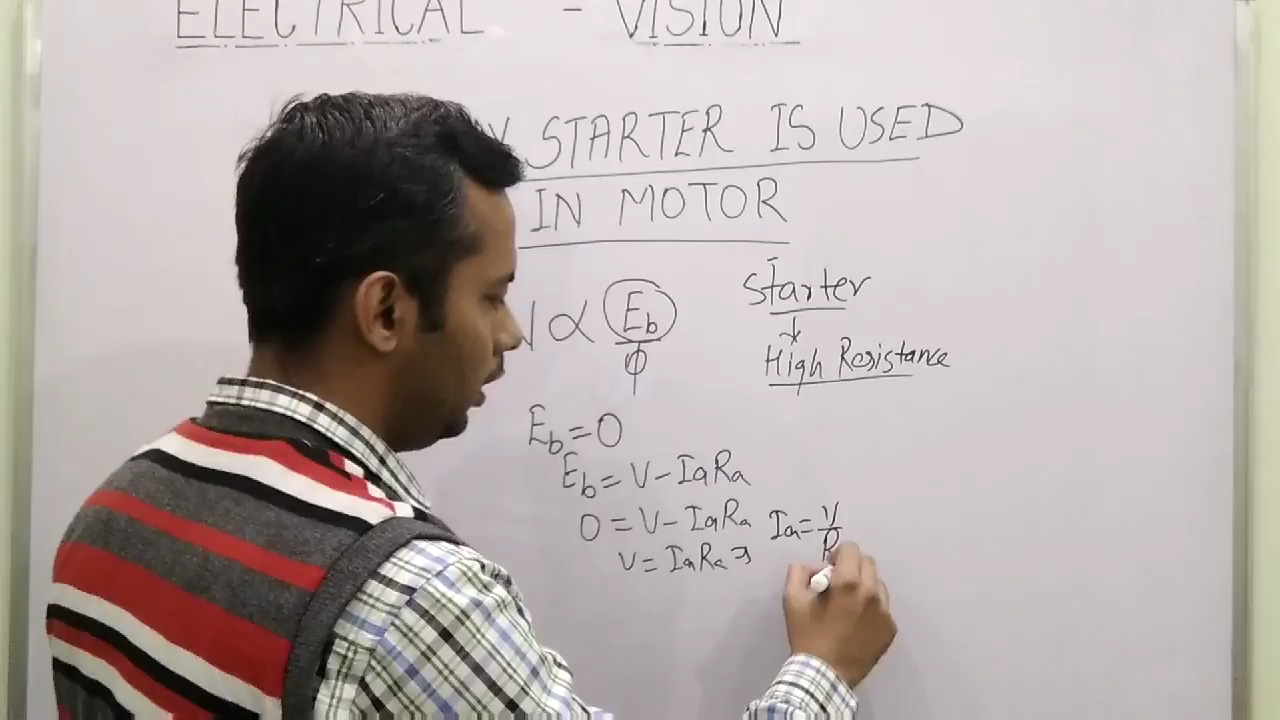 ELECTRICAL - VISION
Y STARTER IS USED
IN MOTOR
N ∝ Eb
ϕ
Starter
↓
High Resistance
Eb=0
Eb= V-IaRa
0 = V-IaRa
V= IaRa ⇒
Ia= V
R